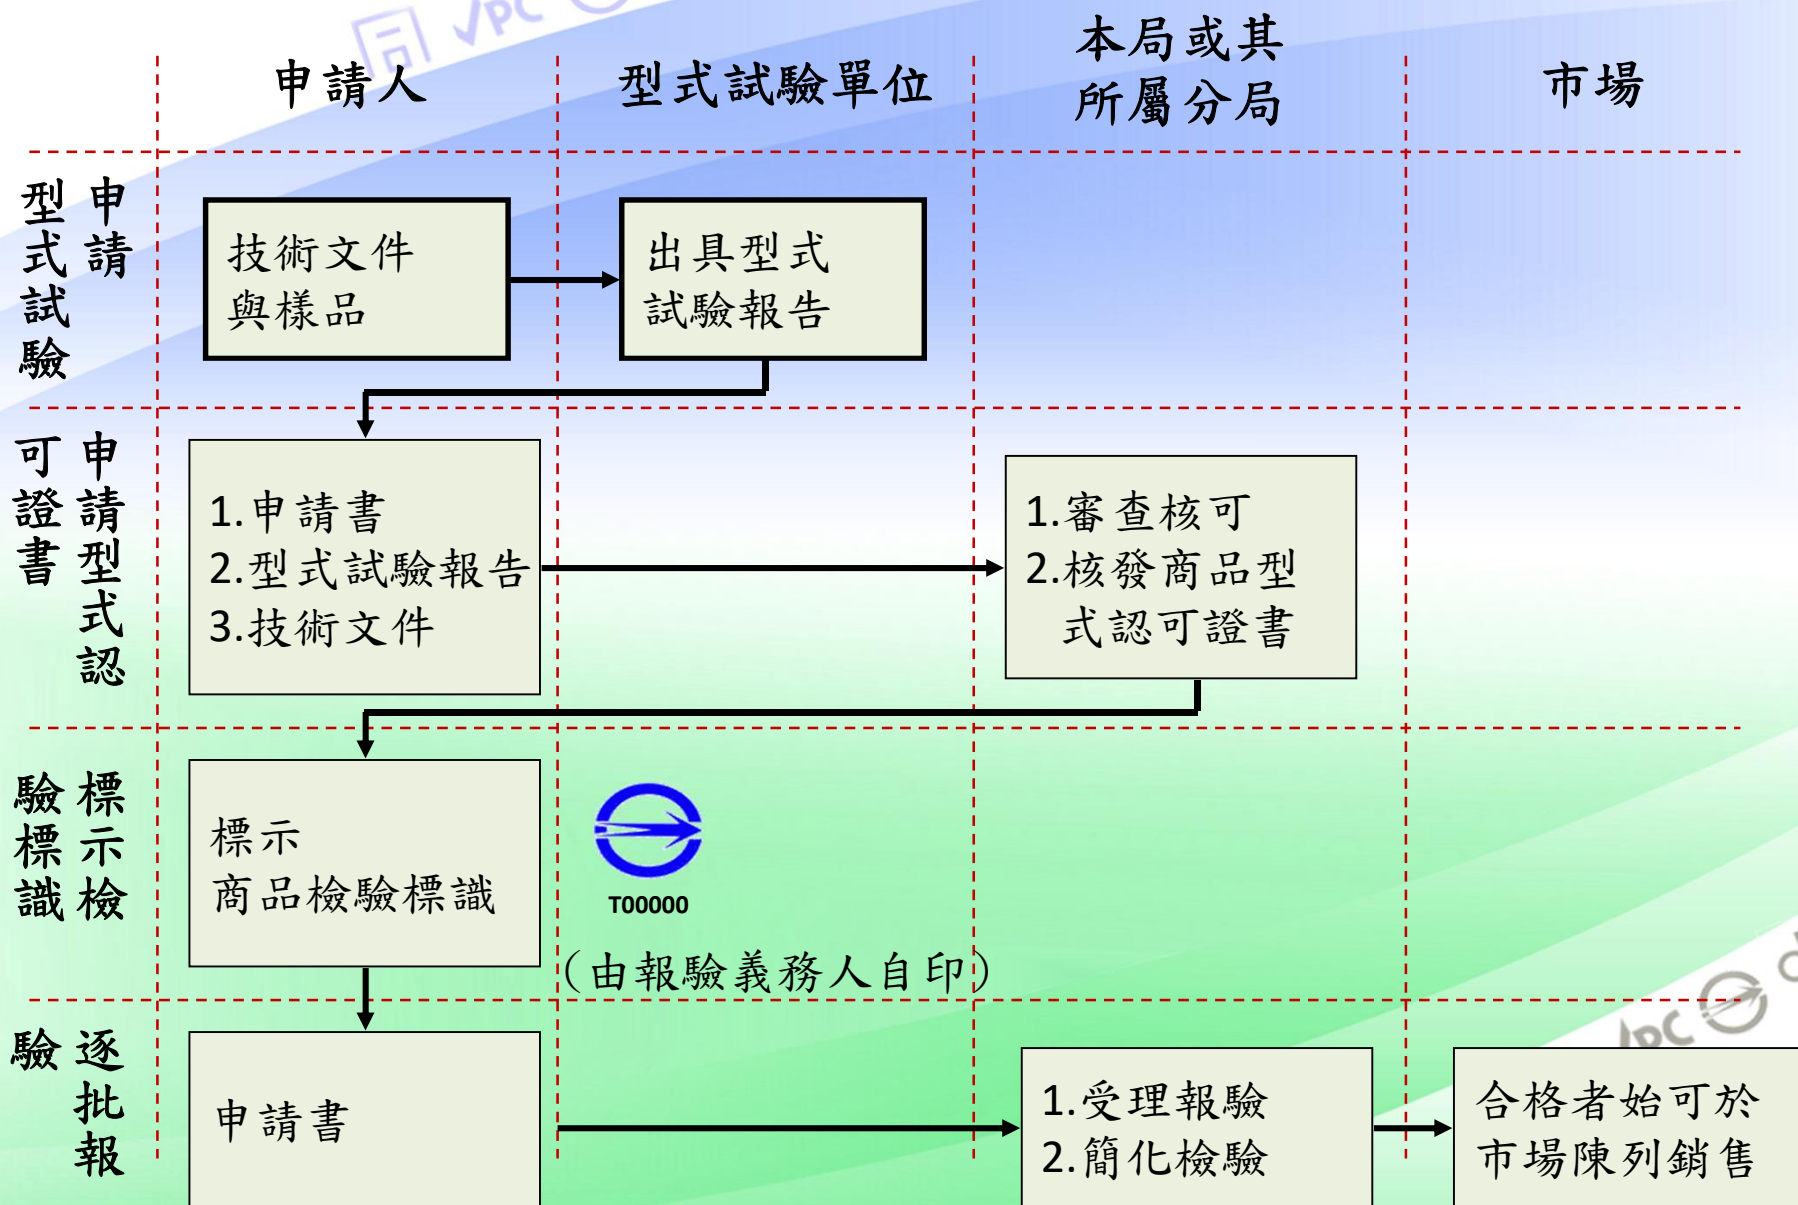 申請人
型式試驗單位
本局或其
所屬分局
市場
申請
型式試驗
技術文件
與樣品
出具型式
試驗報告
申請型式認
可證書
1.申請書
2.型式試驗報告
3.技術文件
1.審查核可
2.核發商品型
式認可證書
標示檢
驗標識
標示
商品檢驗標識
T00000
（由報驗義務人自印）
逐批報
驗
申請書
1.受理報驗
2.簡化檢驗
合格者始可於
市場陳列銷售